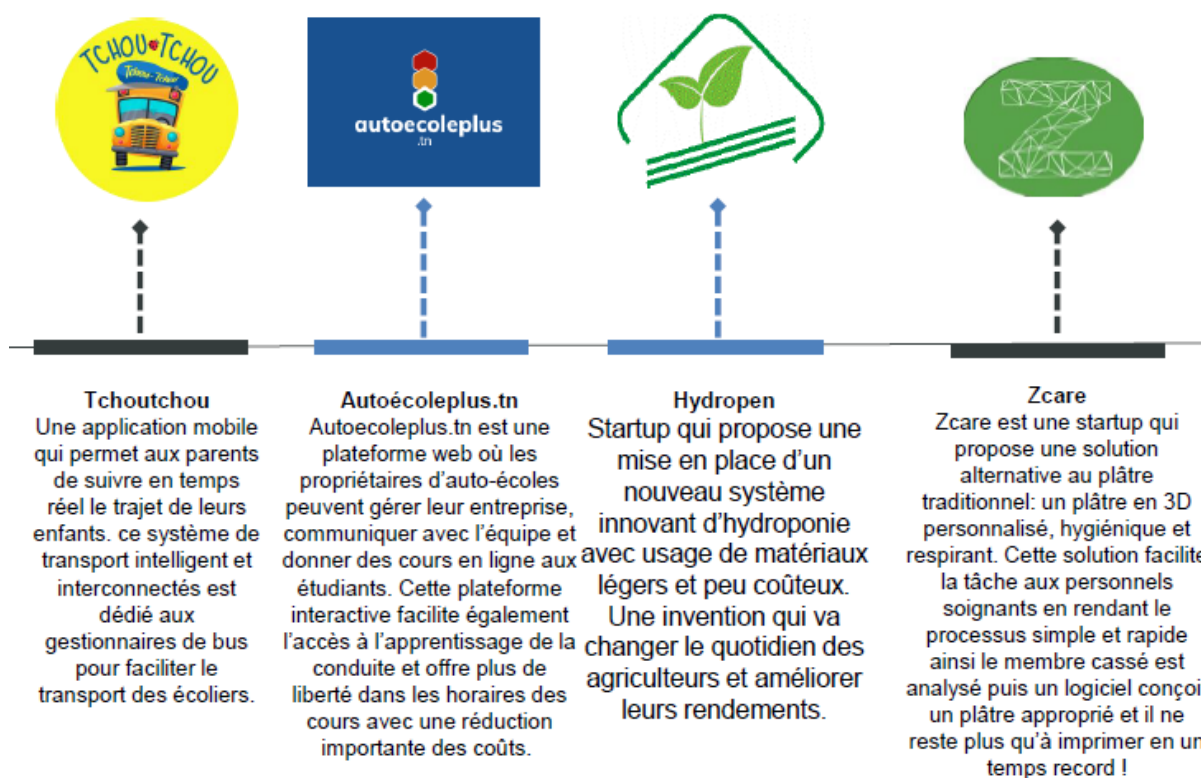 TCHOU TCHOU
Tchou-Tchou
autoecoleplus
.tn
Z
Tchoutchou
Une application mobile
qui permet aux parents
de suivre en temps
réel le trajet de leurs
enfants. ce système de
transport intelligent et
interconnectés est
dédié aux
gestionnaires de bus
pour faciliter le
transport des écoliers.
Autoécoleplus.tn
Autoecoleplus.tn est une
plateforme web où les
propriétaires d'auto-écoles
peuvent gérer leur entreprise,
communiquer avec l'équipe et
donner des cours en ligne aux
étudiants. Cette plateforme
interactive facilite également
l'accès à l'apprentissage de la
conduite et offre plus de
liberté dans les horaires des
cours avec une réduction
importante des coûts.
Hydropen
Startup qui propose une
mise en place d'un
nouveau système
innovant d'hydroponie
avec usage de matériaux
légers et peu coûteux.
Une invention qui va
changer le quotidien des
agriculteurs et améliorer
leurs rendements.
Zcare
Zcare est une startup qui
propose une solution
alternative au plâtre
traditionnel: un plâtre en 3D
personnalisé, hygiénique et
respirant. Cette solution facilite
la tâche aux personnels
soignants en rendant le
processus simple et rapide
ainsi le membre cassé est
analysé puis un logiciel conçoi
un plâtre approprié et il ne
reste plus qu'à imprimer en un
temps record !